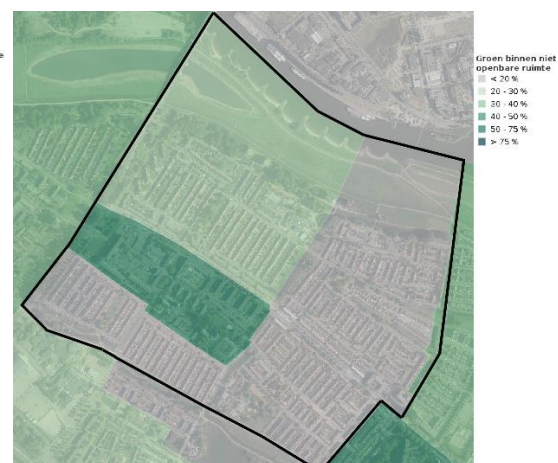 e
Groen binnen niet
openbare ruimte
< 20 %
20 - 30 %
30 - 40 %
40 - 50 %
50 - 75 %
> 75 %